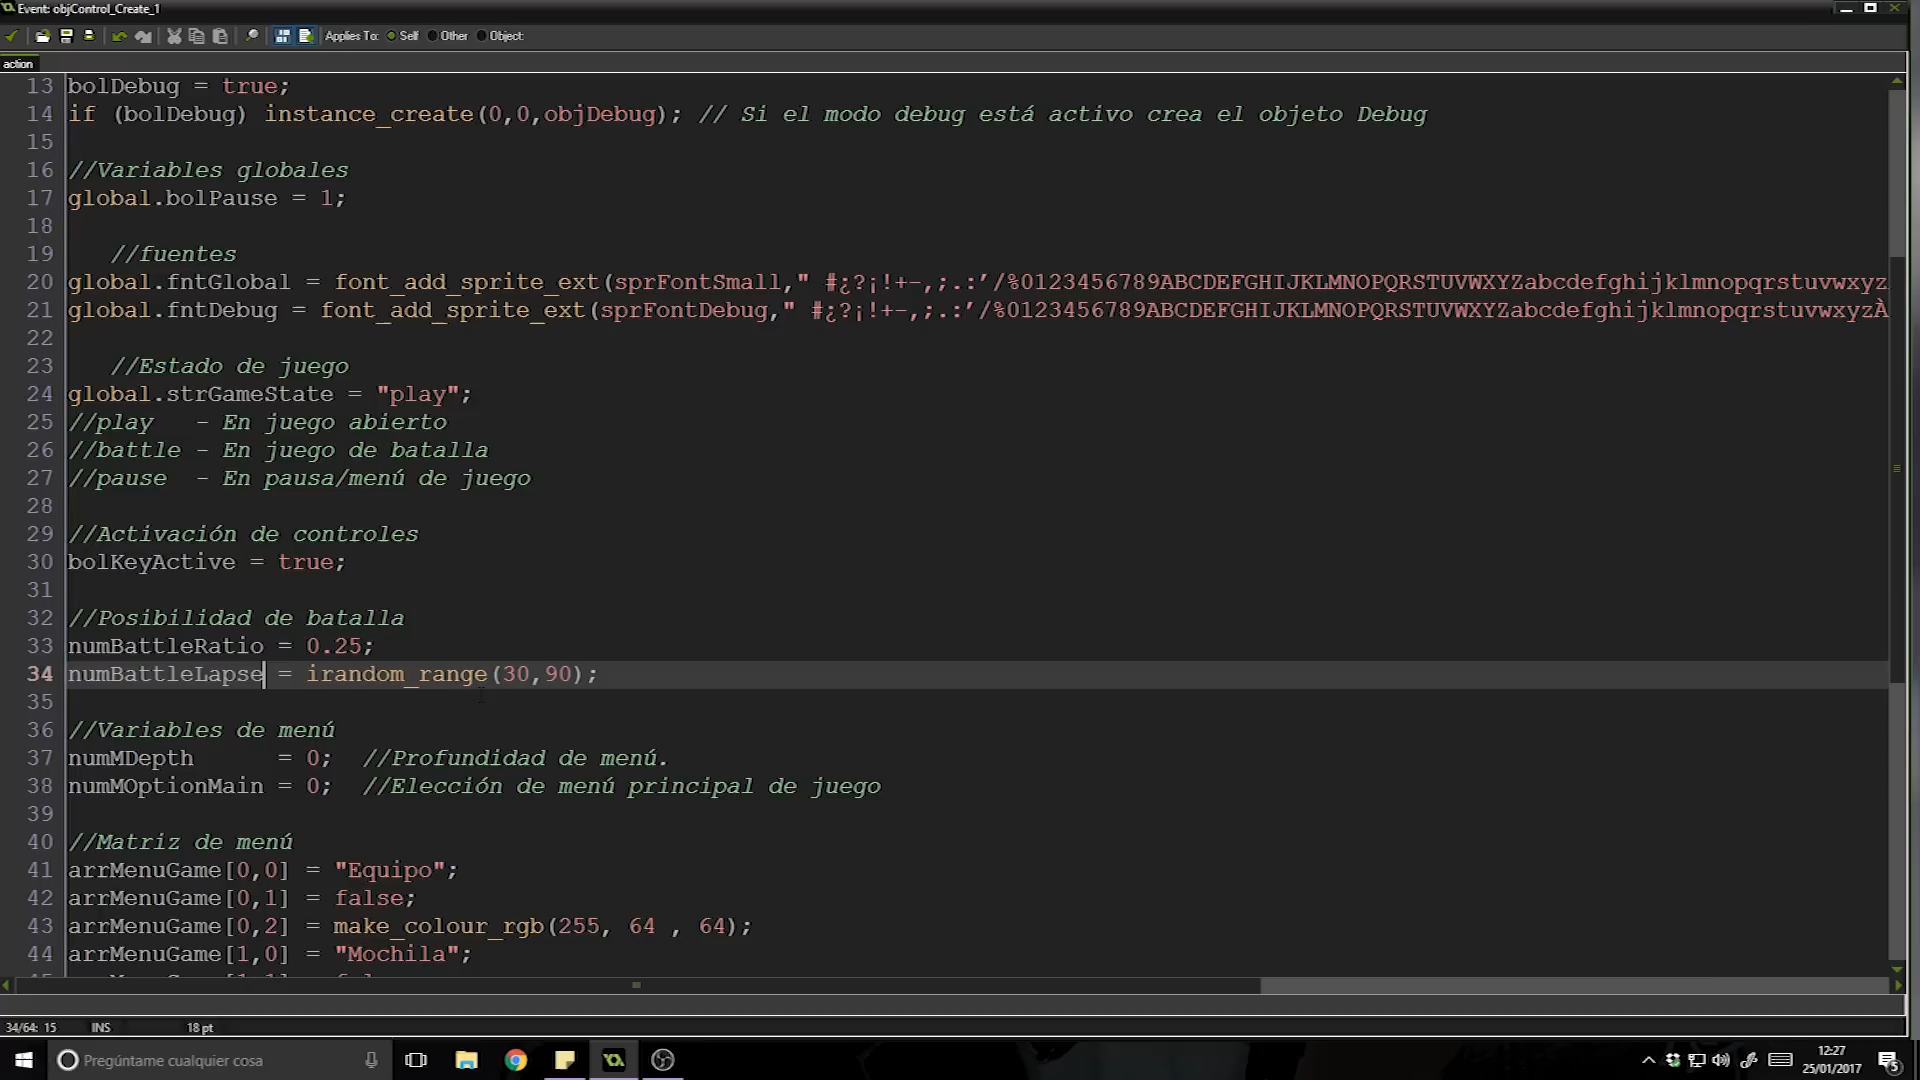 Event: objControl_Create_1
Applies To: Self Other Object:
action
13 bolDebug = true;
14 if (bolDebug) instance_create(0,0,objDebug); // Si el modo debug está activo crea el objeto Debug
15
16 //Variables globales
17 global.bolPause = 1;
18
19 //fuentes
20 global.fntGlobal = font_add_sprite_ext(sprFontSmall," #¿?¡!+-,;.:'/%0123456789ABCDEFGHIJKLMNOPQRSTUVWXYZabcdefghijklmnopqrstuvwxyz
21 global.fntDebug = font_add_sprite_ext(sprFontDebug," #¿?¡!+-,;.:'/%0123456789ABCDEFGHIJKLMNOPQRSTUVWXYZabcdefghijklmnopqrstuvwxyzÀ
22
23 //Estado de juego
24 global.strGameState = "play";
25 //play - En juego abierto
26 //battle - En juego de batalla
27 //pause - En pausa/menú de juego
28
29 //Activación de controles
30 bolKeyActive = true;
31
32 //Posibilidad de batalla
33 numBattleRatio = 0.25;
34 numBattleLapse = irandom_range(30,90);
35
36 //Variables de menú
37 numMDepth = 0; //Profundidad de menú.
38 numMOptionMain = 0; //Elección de menú principal de juego
39
40 //Matriz de menú
41 arrMenuGame[0,0] = "Equipo";
42 arrMenuGame[0,1] = false;
43 arrMenuGame[0,2] = make_colour_rgb(255, 64 , 64);
44 arrMenuGame[1,0] = "Mochila";
34/64: 15 INS 18 pt
Pregúntame cualquier cosa
12:27
25/01/2017
5